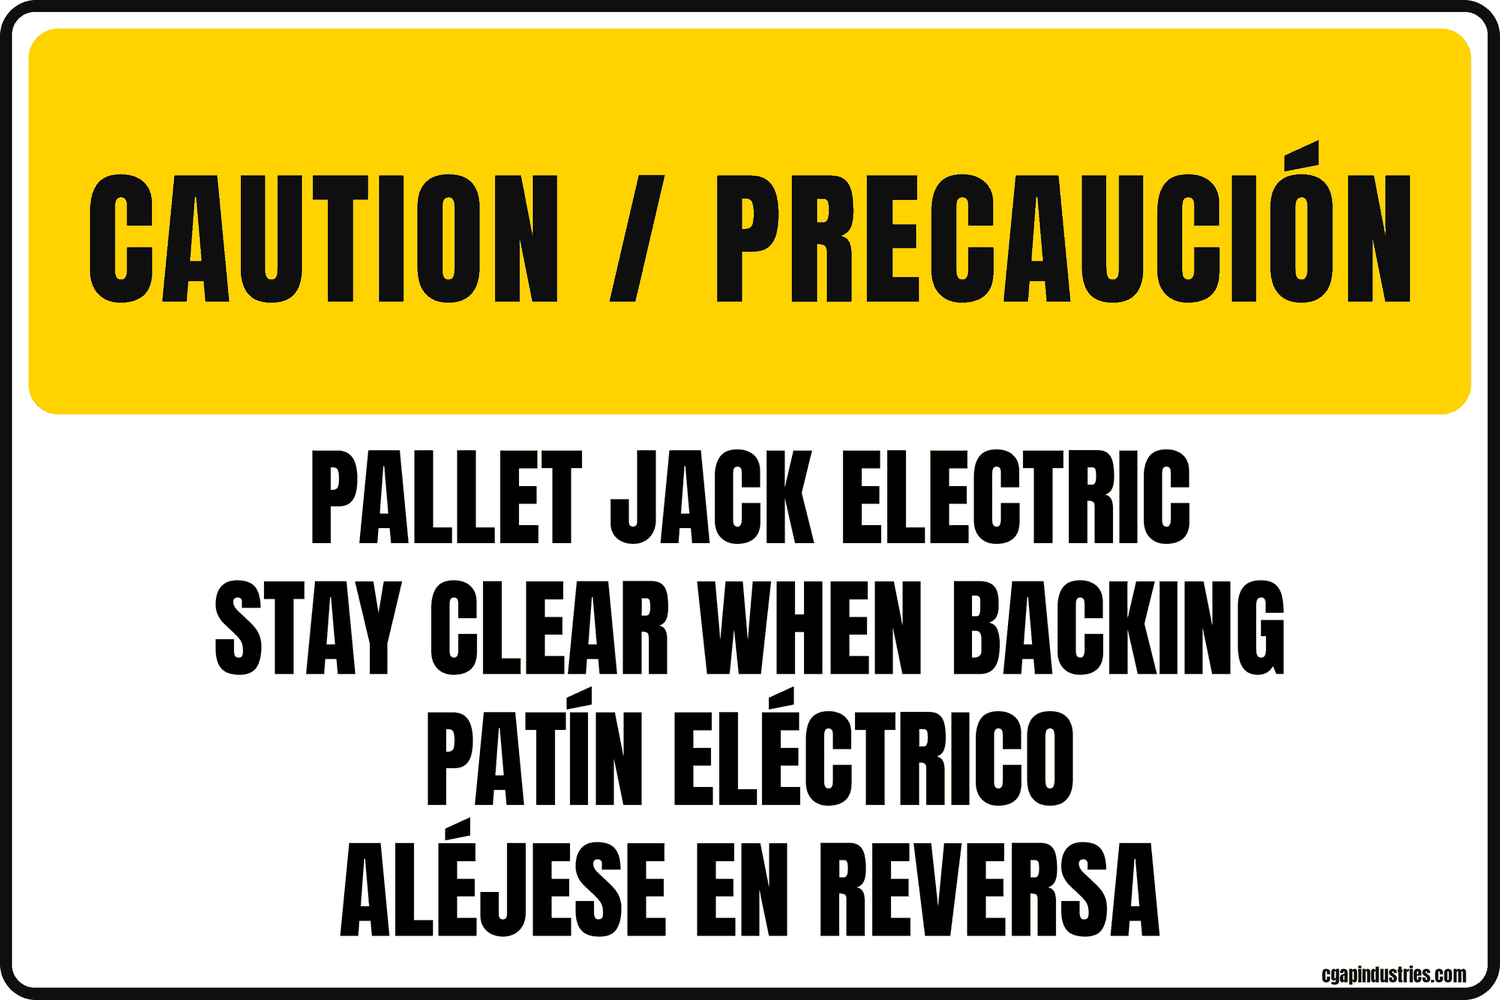 CAUTION / PRECAUCIÓN
PALLET JACK ELECTRIC
STAY CLEAR WHEN BACKING
PATÍN ELÉCTRICO
ALÉJESE EN REVERSA
cgapindustries.com